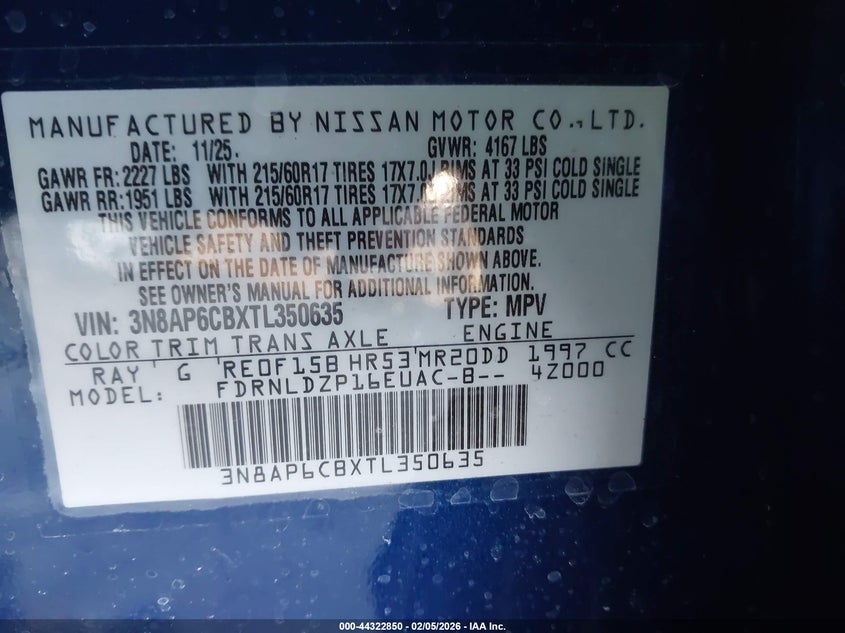 MANUFACTURED BY NISSAN MOTOR CO.,LTD.
DATE: 11/25. GVWR: 4167 LBS
GAWR FR: 2227 LBS WITH 215/60R17 TIRES 17X7.0 RIMS AT 33 PSI COLD SINGLE
GAWR RR: 1951 LBS WITH 215/60R17 TIRES 17X7.0 RIMS AT 33 PSI COLD SINGLE
THIS VEHICLE CONFORMS TO ALL APPLICABLE FEDERAL MOTOR
VEHICLE SAFETY AND THEFT PREVENTION STANDARDS
IN EFFECT ON THE DATE OF MANUFACTURE SHOWN ABOVE.
SEE OWNER'S MANUAL FOR ADDITIONAL INFORMATION.
VIN: 3N8AP6CBXTL350635 TYPE: MPV
COLOR TRIM TRANS AXLE ENGINE
RAY G RE0F15B HR53 MR20DD 1997 CC
MODEL: FDRNLDZP16EUAC-B-- 4Z000
3N8AP6CBXTL350635
000-44322850 - 02/05/2026 - IAA Inc.